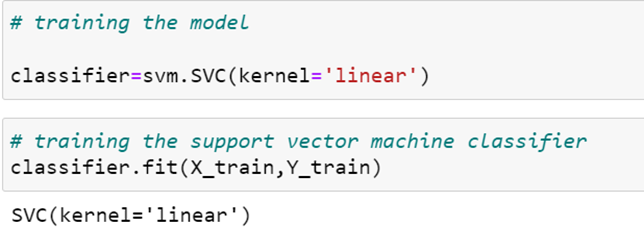 # training the model
classifier=svm.SVC(kernel='linear')
# training the support vector machine classifier
classifier.fit(X_train,Y_train)
SVC(kernel='linear')